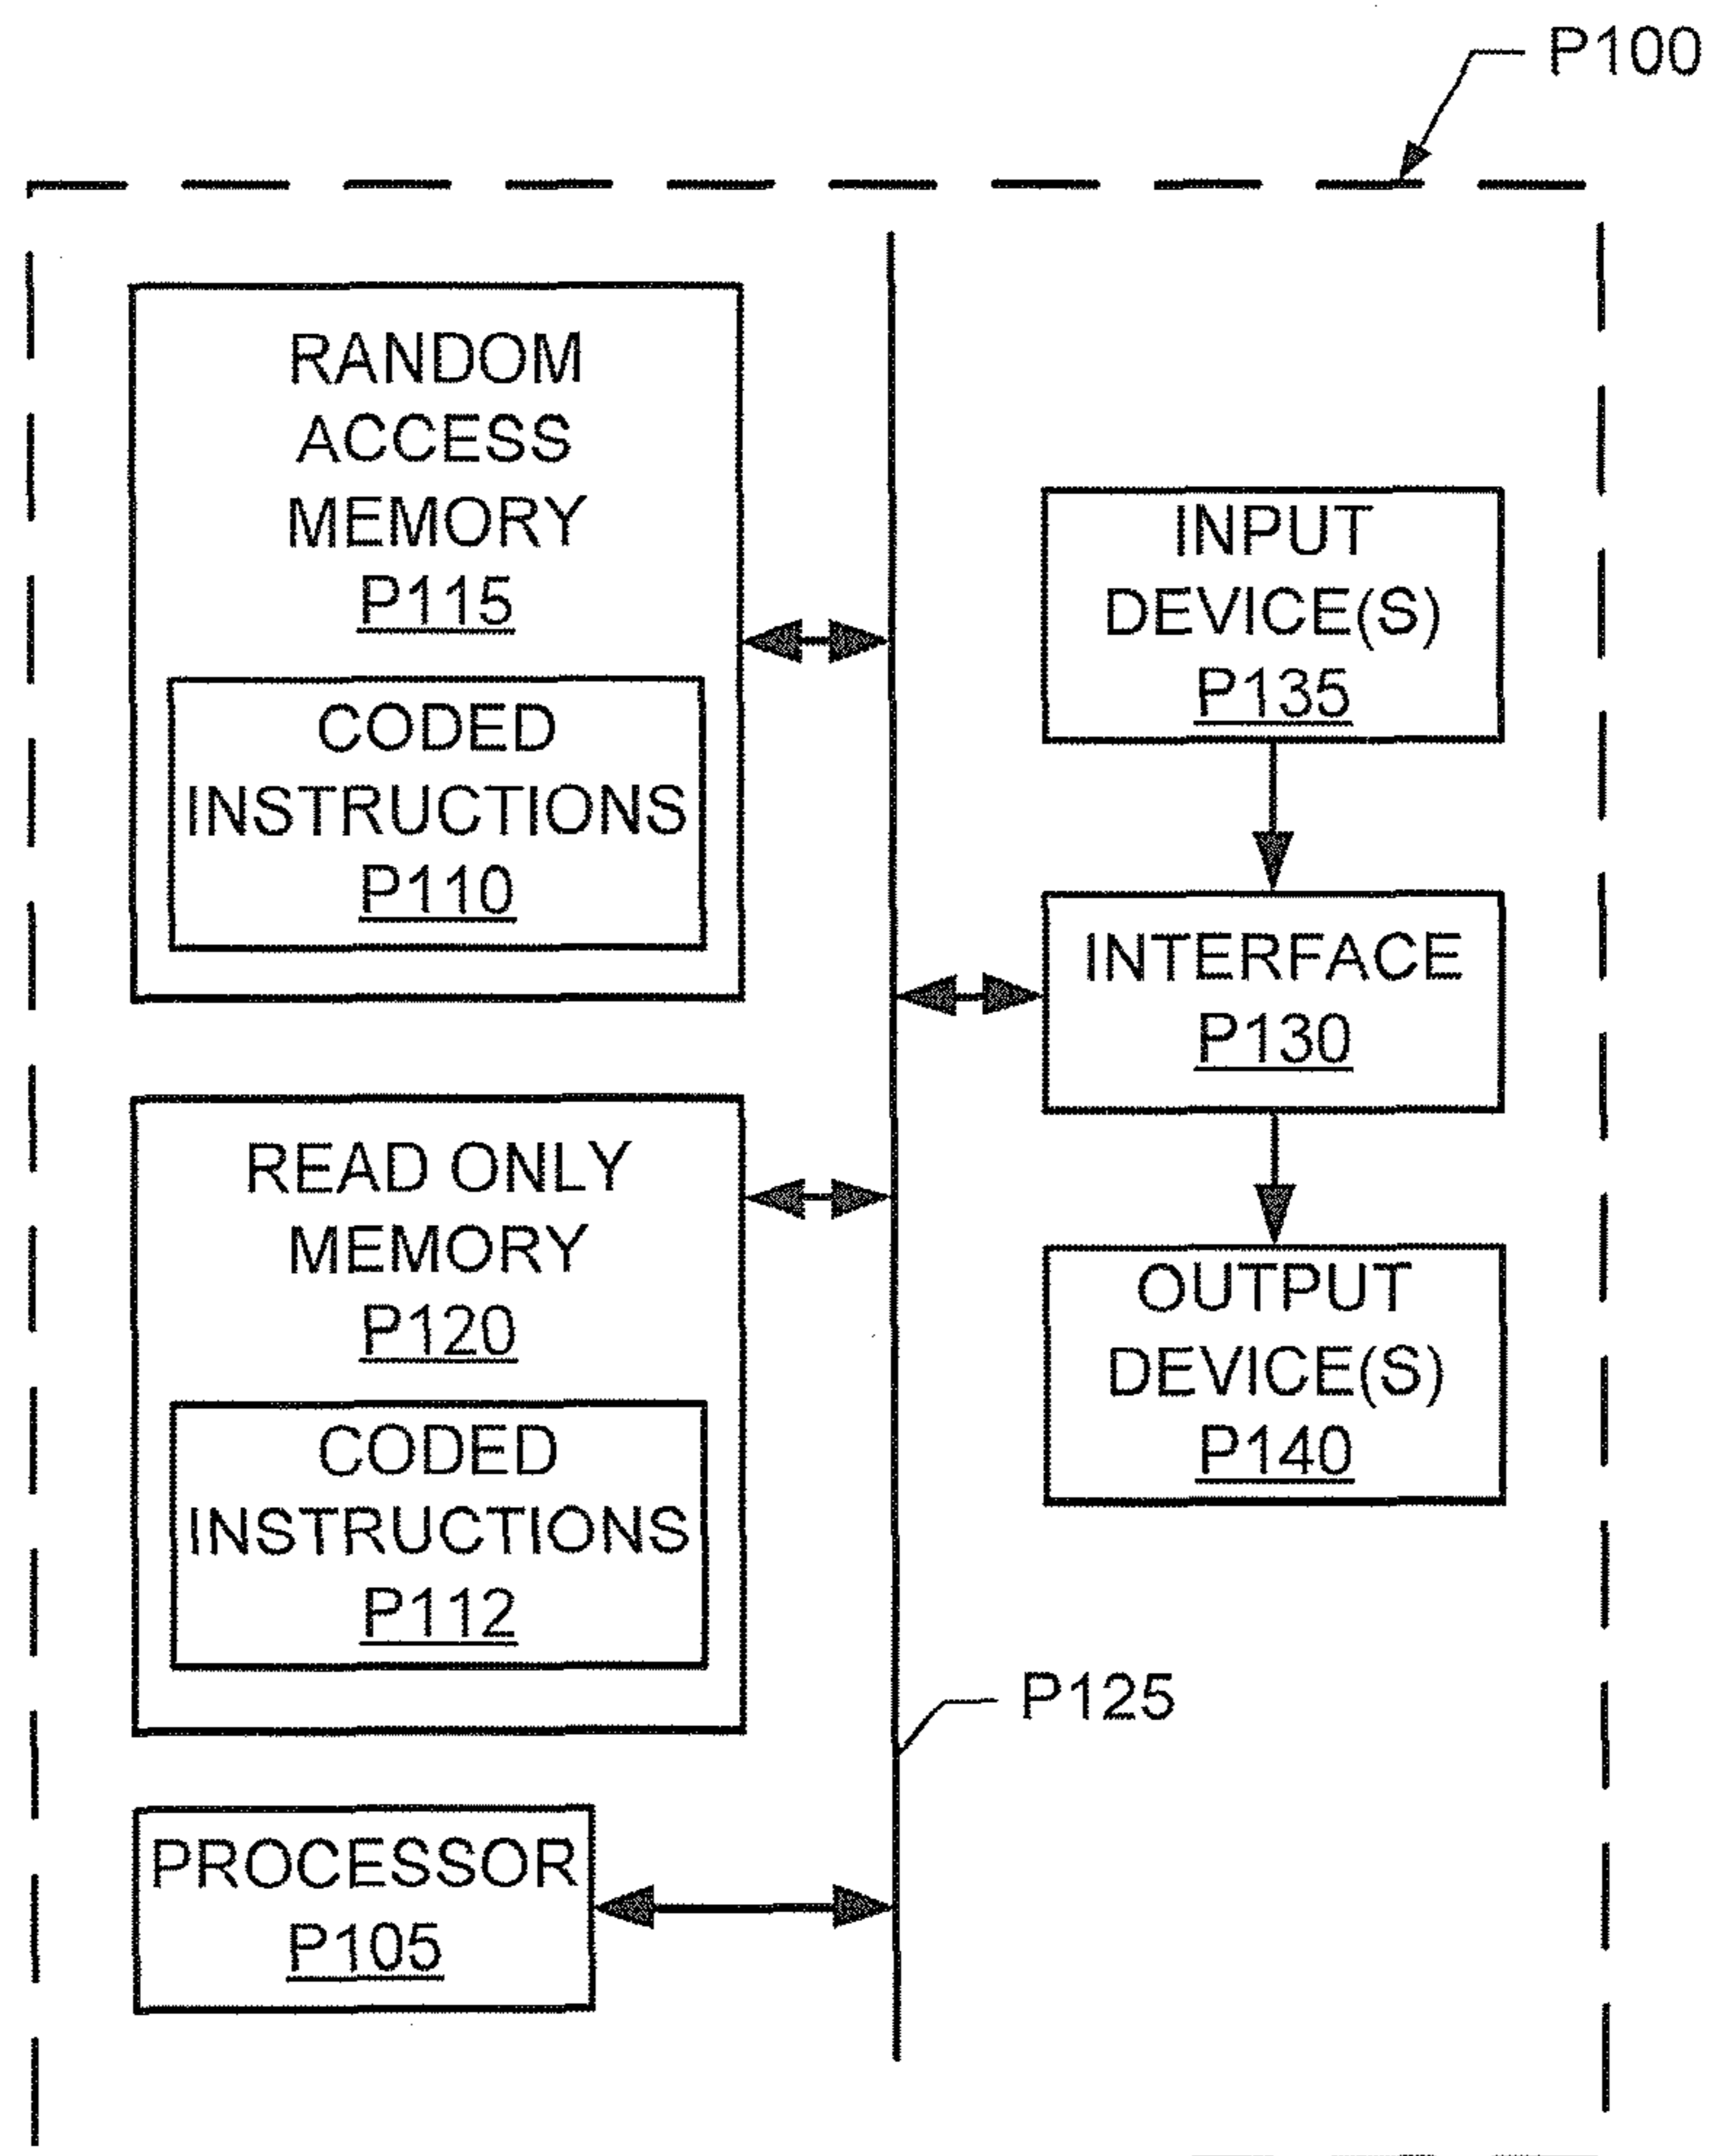 P100
RANDOM
ACCESS
MEMORY
P115
CODED
INSTRUCTIONS
P110
READ ONLY
MEMORY
P120
CODED
INSTRUCTIONS
P112
PROCESSOR
P105
INPUT
DEVICE(S)
P135
INTERFACE
P130
OUTPUT
DEVICE(S)
P140
P125